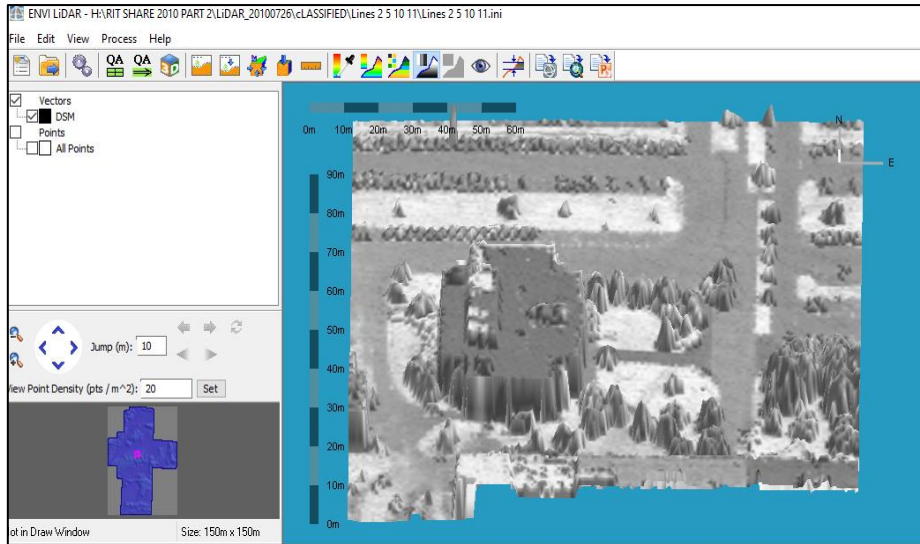 ENVI LiDAR - H:\RIT SHARE 2010 PART 2\LiDAR_20100726\cLASSIFIED\Lines 2 5 10 11\Lines 2 5 10 11.ini
File Edit View Process Help
QA QA 3D
Vectors
DSM
Points
All Points
Jump (m): 10
View Point Density (pts / m^2): 20 Set
ot in Draw Window Size: 150m x 150m
0m 10m 20m 30m 40m 50m 60m
N
E
90m
80m
70m
60m
50m
40m
30m
20m
10m
0m